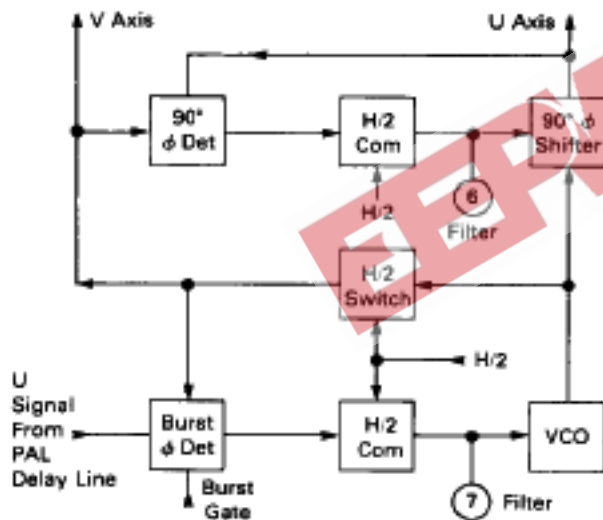 V Axis
U Axis
90°
ϕ Det
H/2
Com
90° ϕ
Shifter
H/2
6
Filter
H/2
Switch
H/2
U
Signal
From
PAL
Delay Line
Burst
ϕ Det
H/2
Com
VCO
Burst
Gate
7
Filter